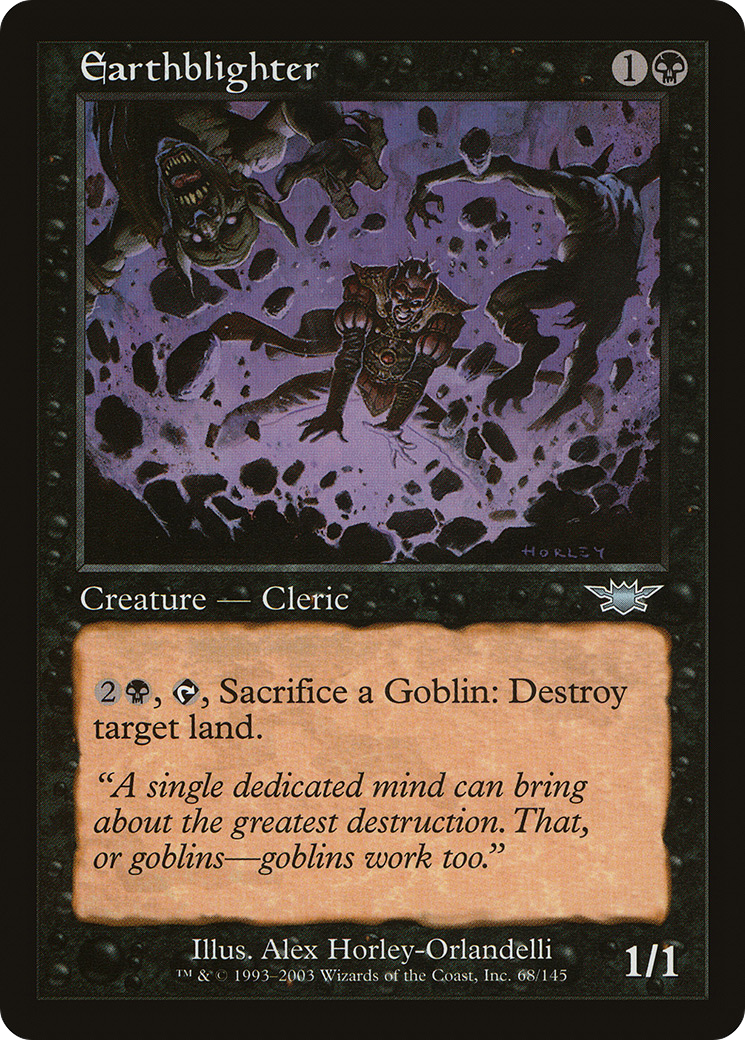 Earthblighter
1
HORLEY
Creature — Cleric
2, , Sacrifice a Goblin: Destroy
target land.
“A single dedicated mind can bring
about the greatest destruction. That,
or goblins—goblins work too.”
Illus. Alex Horley-Orlandelli
™ & © 1993–2003 Wizards of the Coast, Inc. 68/145
1/1